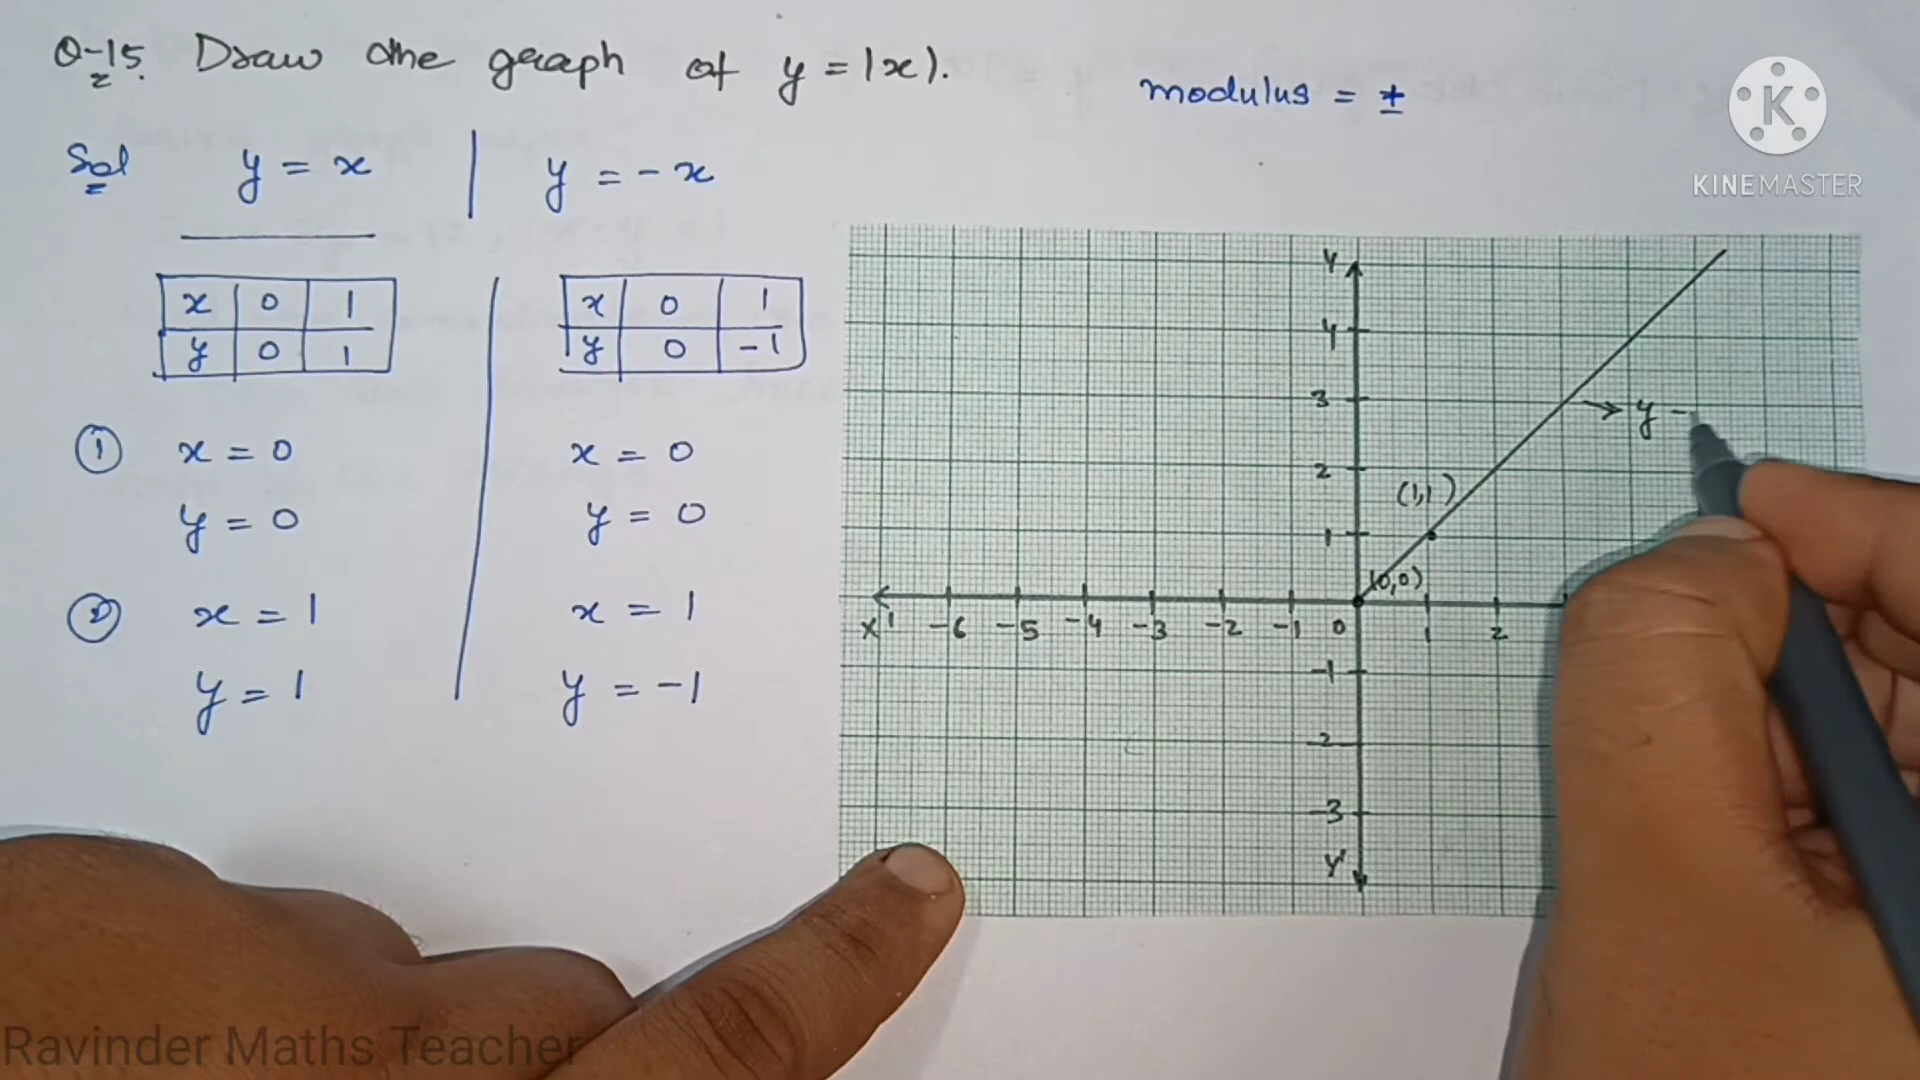 Q-15. Draw the graph of y = |x|.
modulus = ±
KINEMASTER
Sol y = x | y = -x
x 0 1
y 0 1
x 0 1
y 0 -1
① x = 0
y = 0
② x = 1
y = 1
x = 0
y = 0
x = 1
y = -1
Y
4
3
2
1
→ y -
(1,1)
(0,0)
X' -6 -5 -4 -3 -2 -1 0 1 2
-1
-2
-3
Y'
Ravinder Maths Teacher